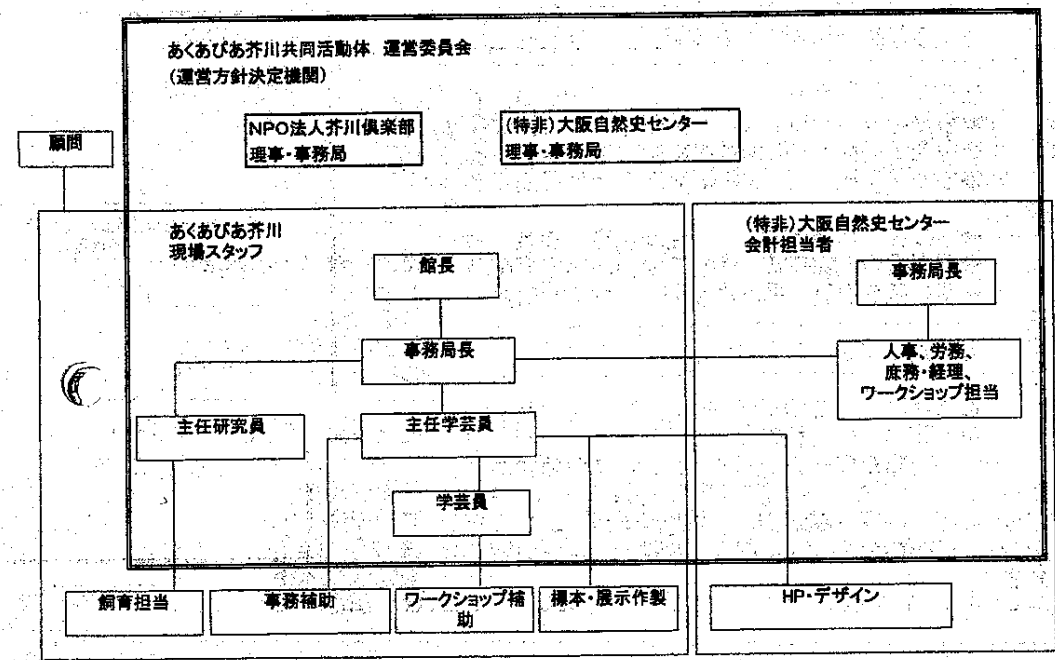 あくあぴあ芥川共同活動体 運営委員会
(運営方針決定機関)
NPO法人芥川倶楽部
理事・事務局
(特非)大阪自然史センター
理事・事務局
顧問
あくあぴあ芥川
現場スタッフ
(特非)大阪自然史センター
会計担当者
館長
事務局長
事務局長
人事、労務、
庶務・経理、
ワークショップ担当
主任研究員
主任学芸員
学芸員
飼育担当
事務補助
ワークショップ補
助
標本・展示作製
HP・デザイン